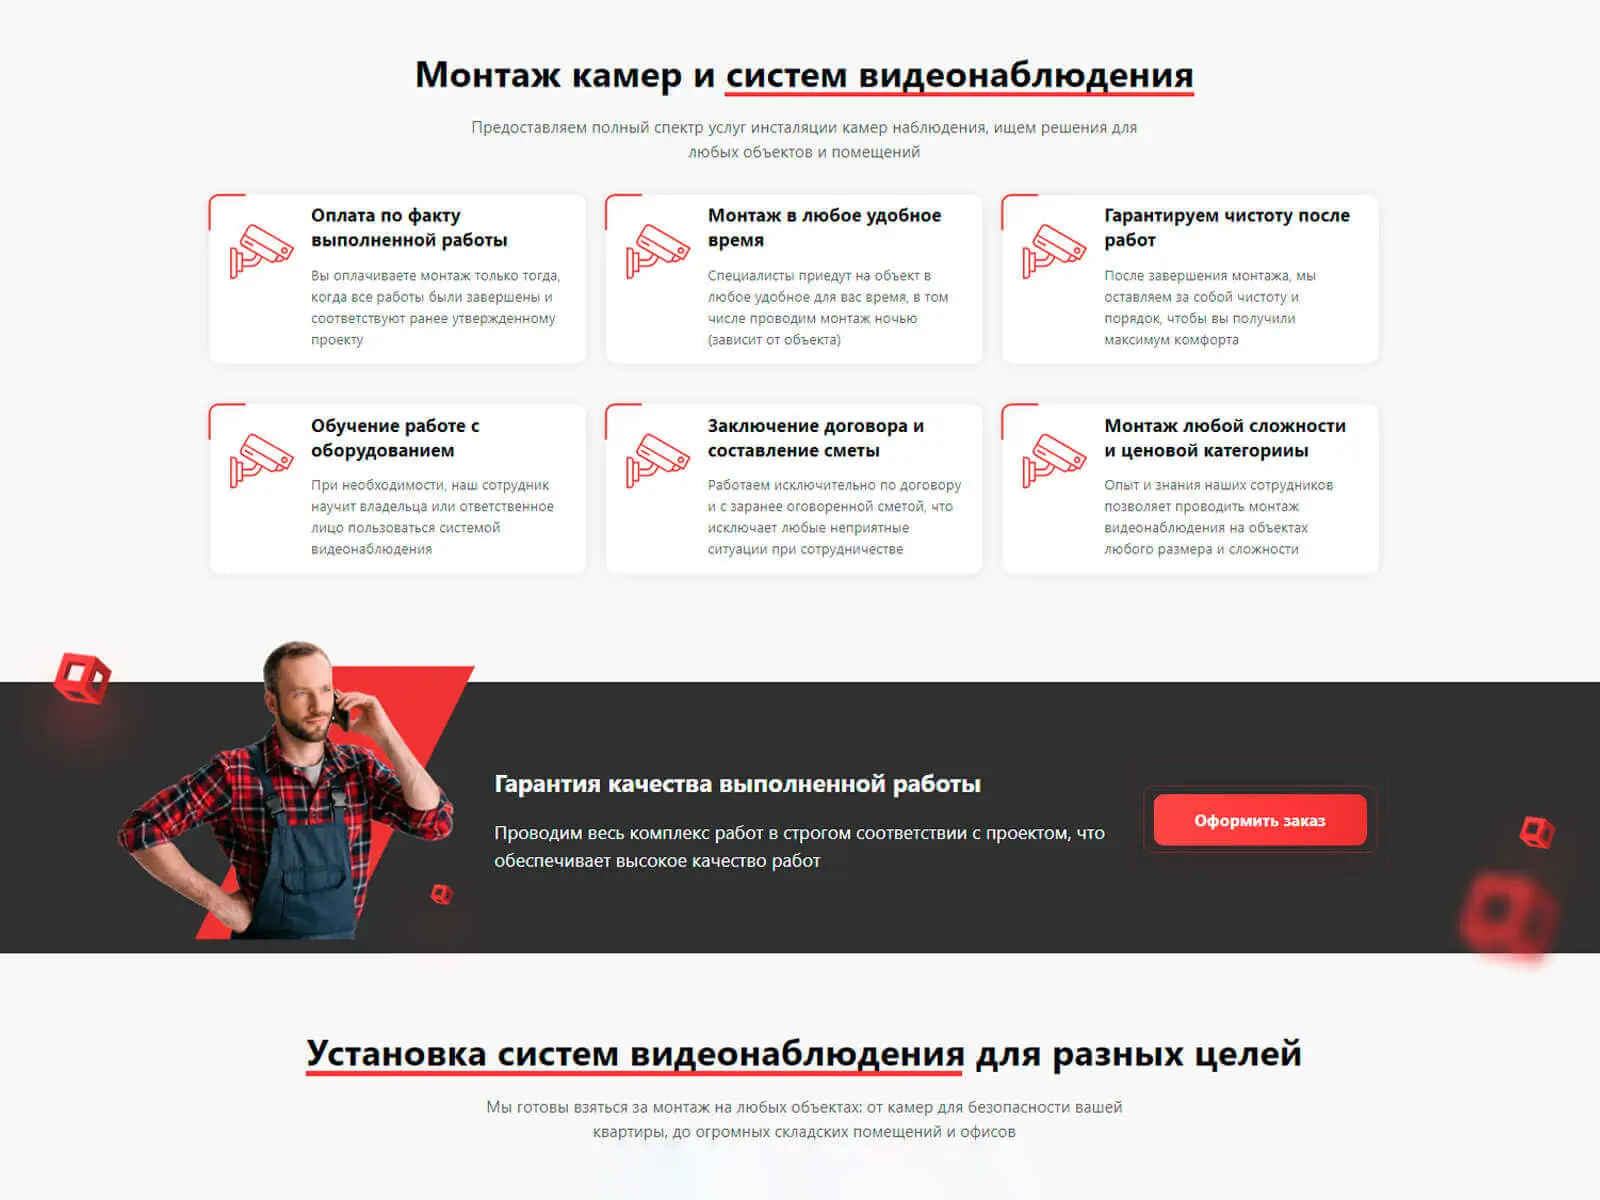 Монтаж камер и систем видеонаблюдения
Предоставляем полный спектр услуг инсталяции камер наблюдения, ищем решения для
любых объектов и помещений
Оплата по факту
выполненной работы
Вы оплачиваете монтаж только тогда,
когда все работы были завершены и
соответствуют ранее утвержденному
проекту
Монтаж в любое удобное
время
Специалисты приедут на объект в
любое удобное для вас время, в том
числе проводим монтаж ночью
(зависит от объекта)
Гарантируем чистоту после
работ
После завершения монтажа, мы
оставляем за собой чистоту и
порядок, чтобы вы получили
максимум комфорта
Обучение работе с
оборудованием
При необходимости, наш сотрудник
научит владельца или ответственное
лицо пользоваться системой
видеонаблюдения
Заключение договора и
составление сметы
Работаем исключительно по договору
и с заранее оговоренной сметой, что
исключает любые неприятные
ситуации при сотрудничестве
Монтаж любой сложности
и ценовой категорииы
Опыт и знания наших сотрудников
позволяет проводить монтаж
видеонаблюдения на объектах
любого размера и сложности
Гарантия качества выполненной работы
Проводим весь комплекс работ в строгом соответствии с проектом, что
обеспечивает высокое качество работ
Оформить заказ
Установка систем видеонаблюдения для разных целей
Мы готовы взяться за монтаж на любых объектах: от камер для безопасности вашей
квартиры, до огромных складских помещений и офисов